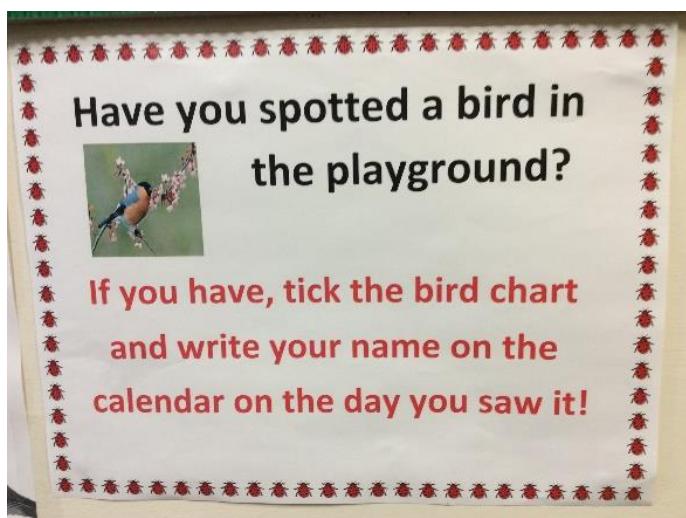 Have you spotted a bird in
the playground?
If you have, tick the bird chart
and write your name on the
calendar on the day you saw it!